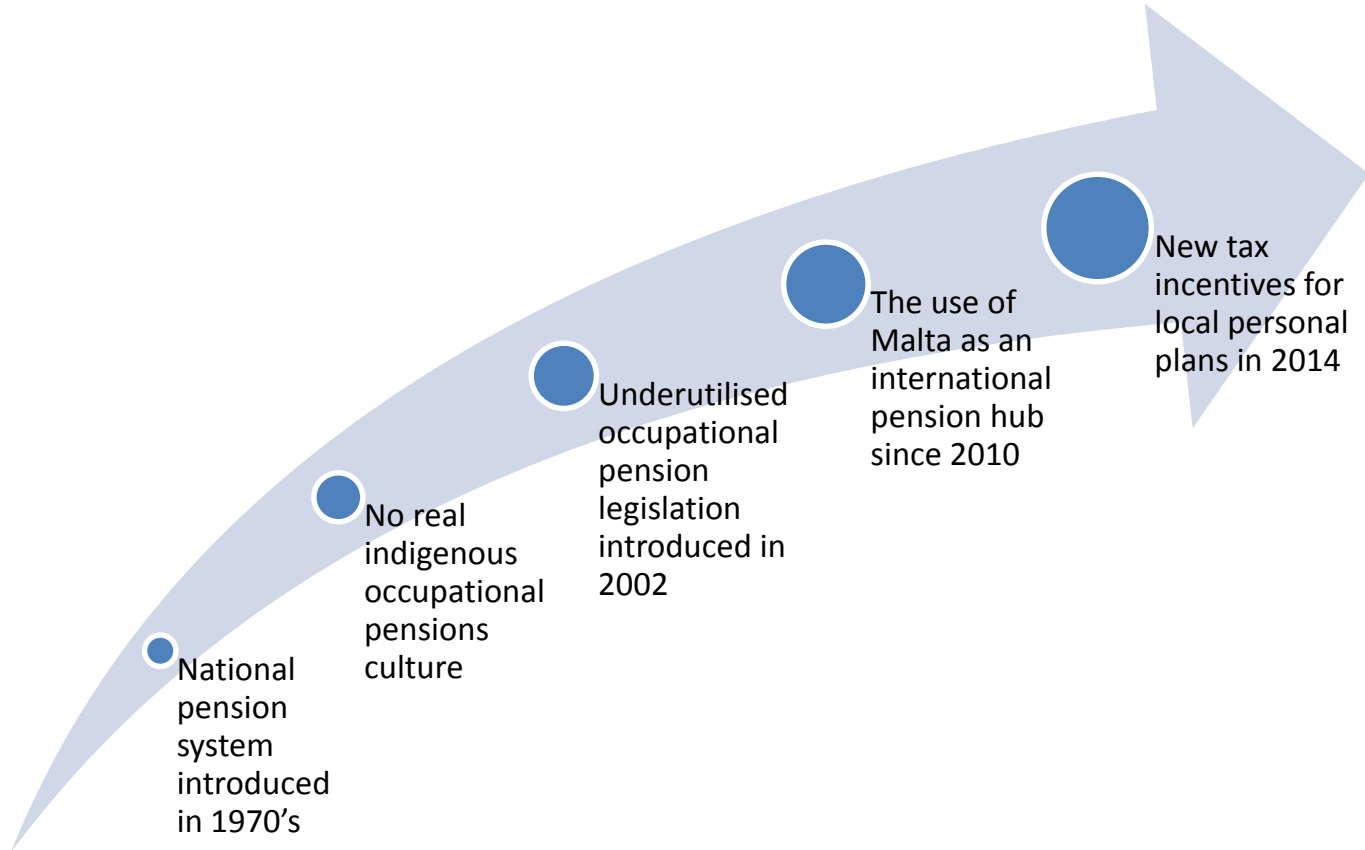 National
pension
system
introduced
in 1970’s
No real
indigenous
occupational
pensions
culture
Underutilised
occupational
pension
legislation
introduced in
2002
The use of
Malta as an
international
pension hub
since 2010
New tax
incentives for
local personal
plans in 2014